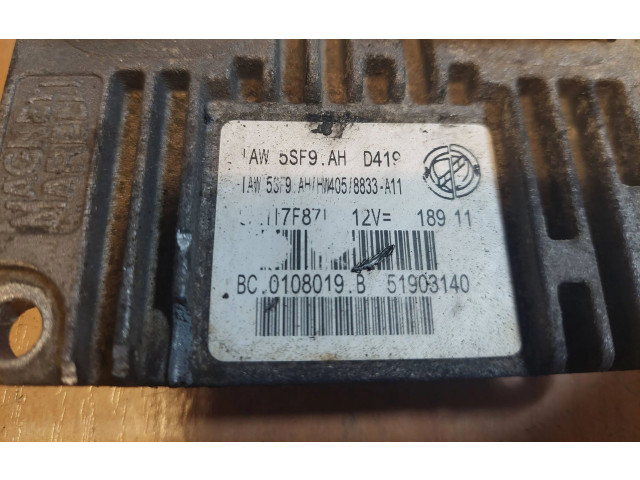 MAGNETI
MARELLI
IAW 5SF9.AH D419
IAW 5SF9.AH/HW405/8833-A11
12V= 189 11
BC.0108019.B 51903140